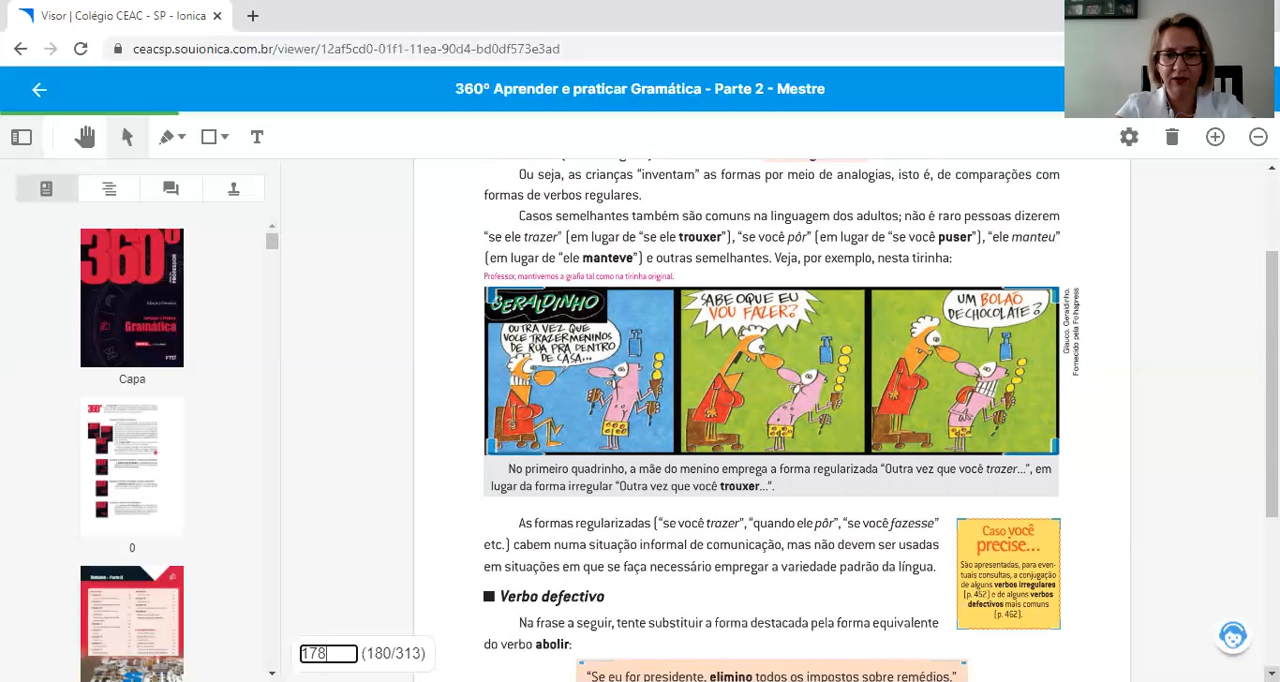 Visor | Colégio CEAC - SP - Ionica
ceacsp.souionica.com.br/viewer/12af5cd0-01f1-11ea-90d4-bd0df573e3ad
360º Aprender e praticar Gramática - Parte 2 - Mestre
T
Ou seja, as crianças “inventam” as formas por meio de analogias, isto é, de comparações com
formas de verbos regulares.
Casos semelhantes também são comuns na linguagem dos adultos; não é raro pessoas dizerem
“se ele trazer” (em lugar de “se ele trouxer”), “se você pôr” (em lugar de “se você puser”), “ele manteu”
(em lugar de “ele manteve”) e outras semelhantes. Veja, por exemplo, nesta tirinha:
Professor, mantivemos a grafia tal como na tirinha original.
GERALDINHO
OUTRA VEZ QUE
VOCÊ TRAZER MENINOS
DE RUA PRA DENTRO
DE CASA...
SABE O QUE EU
VOU FAZER?
UM BOLÃO
DE CHOCOLATE?
Glauco. Geraldinho.
Fornecido pela Folhapress
No primeiro quadrinho, a mãe do menino emprega a forma regularizada “Outra vez que você trazer...”, em
lugar da forma irregular “Outra vez que você trouxer...”.
As formas regularizadas (“se você trazer”, “quando ele pôr”, “se você fazesse”
etc.) cabem numa situação informal de comunicação, mas não devem ser usadas
em situações em que se faça necessário empregar a variedade padrão da língua.
Caso você
precise...
São apresentadas, para even-
tuais consultas, a conjugação
de alguns verbos irregulares
(p. 452) e de alguns verbos
defectivos mais comuns
(p. 462).
Verbo defectivo
Na frase a seguir, tente substituir a forma destacada pela forma equivalente
do verbo abolir:
“Se eu for presidente, elimino todos os impostos sobre remédios.”
360º
Gramática
Capa
360º
0
178 (180/313)